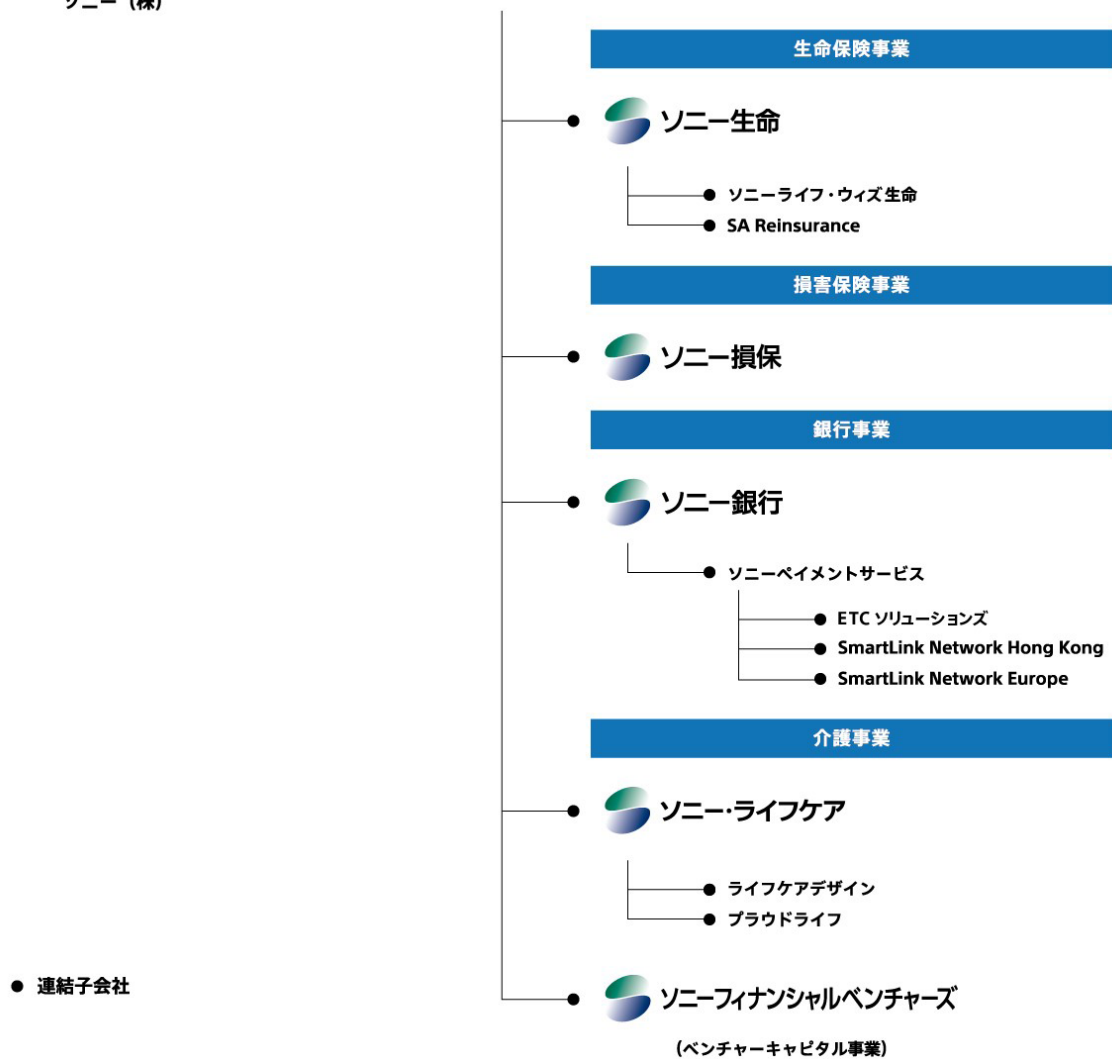 ソニー（株）
生命保険事業
ソニー生命
ソニーライフ・ウィズ生命
SA Reinsurance
損害保険事業
ソニー損保
銀行事業
ソニー銀行
ソニーペイメントサービス
ETC ソリューションズ
SmartLink Network Hong Kong
SmartLink Network Europe
介護事業
ソニー・ライフケア
ライフケアデザイン
プラウドライフ
連結子会社
ソニーフィナンシャルベンチャーズ
（ベンチャーキャピタル事業）